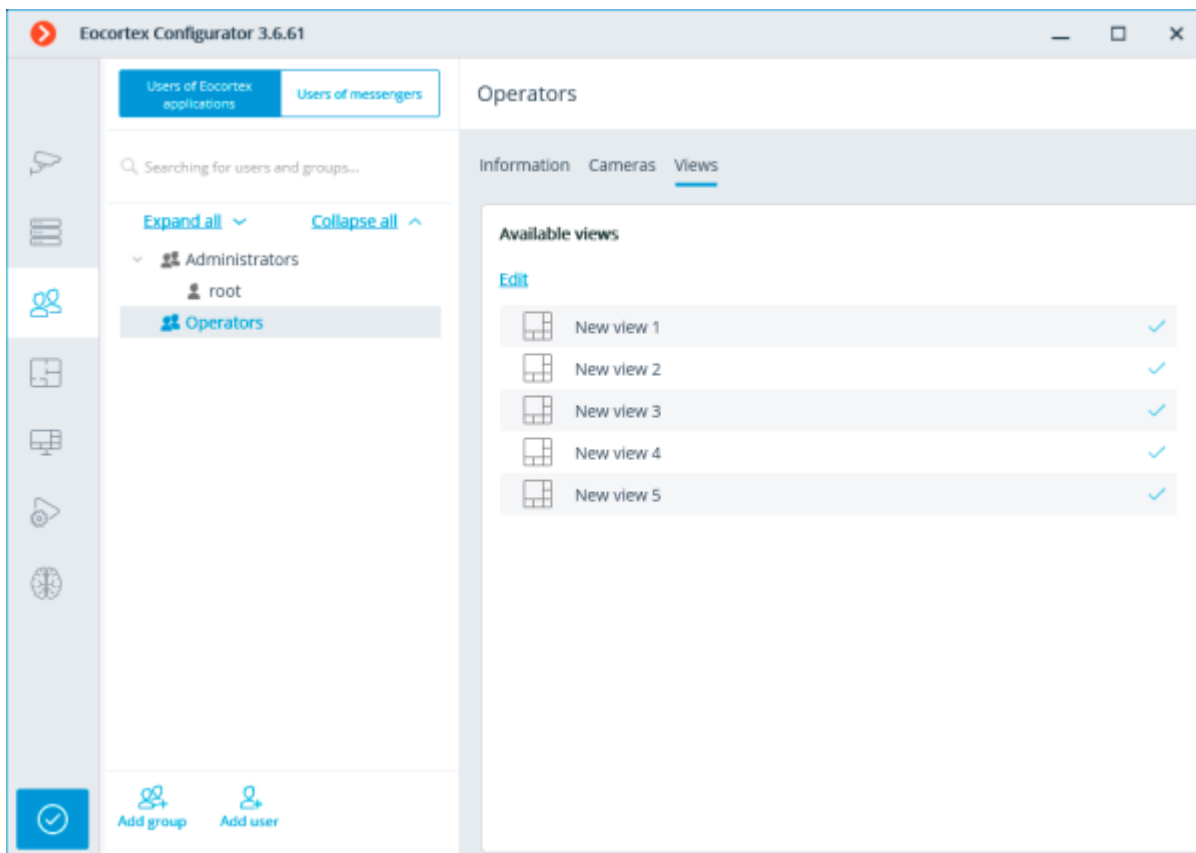 Eocortex Configurator 3.6.61
Users of Eocortex
applications
Users of messengers
Searching for users and groups...
Expand all
Collapse all
Administrators
root
Operators
Add group
Add user
Operators
Information Cameras Views
Available views
Edit
New view 1
New view 2
New view 3
New view 4
New view 5